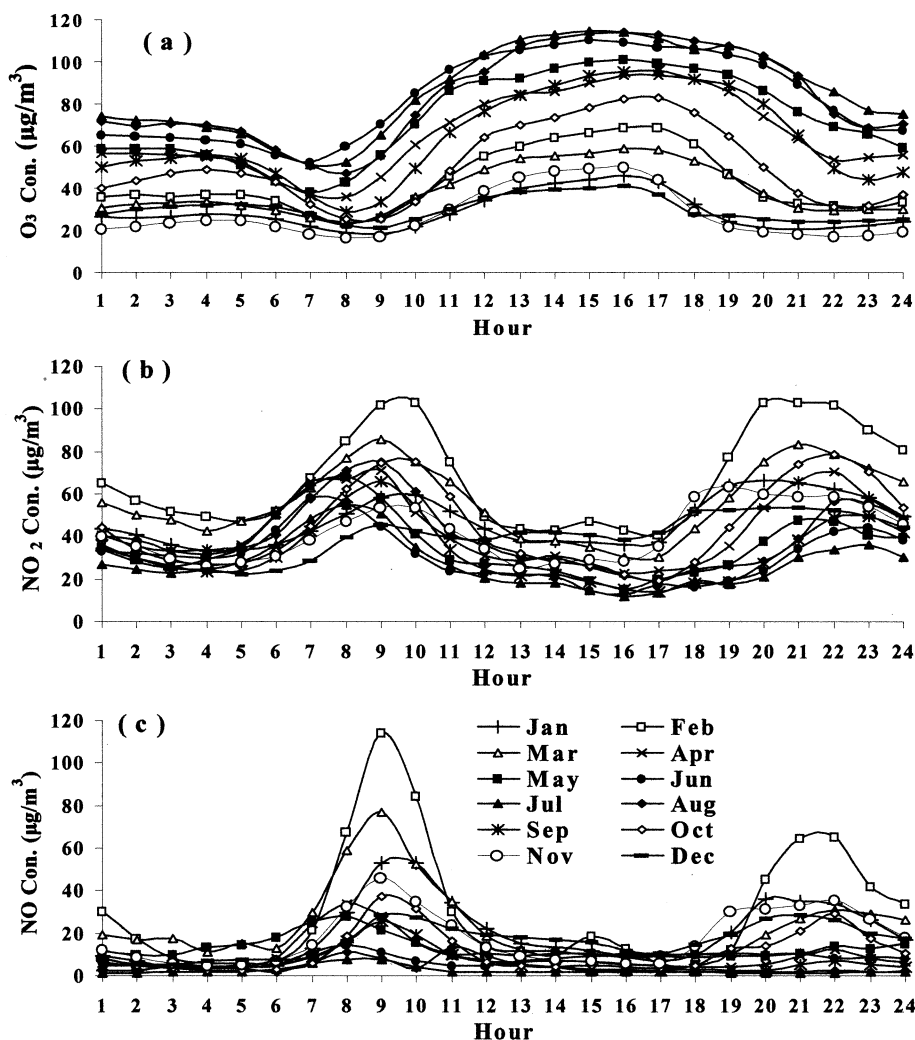 ( a )
O₃ Con. (µg/m³)
120
100
80
60
40
20
0
1 2 3 4 5 6 7 8 9 10 11 12 13 14 15 16 17 18 19 20 21 22 23 24
Hour
( b )
NO ₂ Con. (µg/m³)
120
100
80
60
40
20
0
1 2 3 4 5 6 7 8 9 10 11 12 13 14 15 16 17 18 19 20 21 22 23 24
Hour
( c )
NO Con. (µg/m³)
120
100
80
60
40
20
0
Jan Feb
Mar Apr
May Jun
Jul Aug
Sep Oct
Nov Dec
1 2 3 4 5 6 7 8 9 10 11 12 13 14 15 16 17 18 19 20 21 22 23 24
Hour